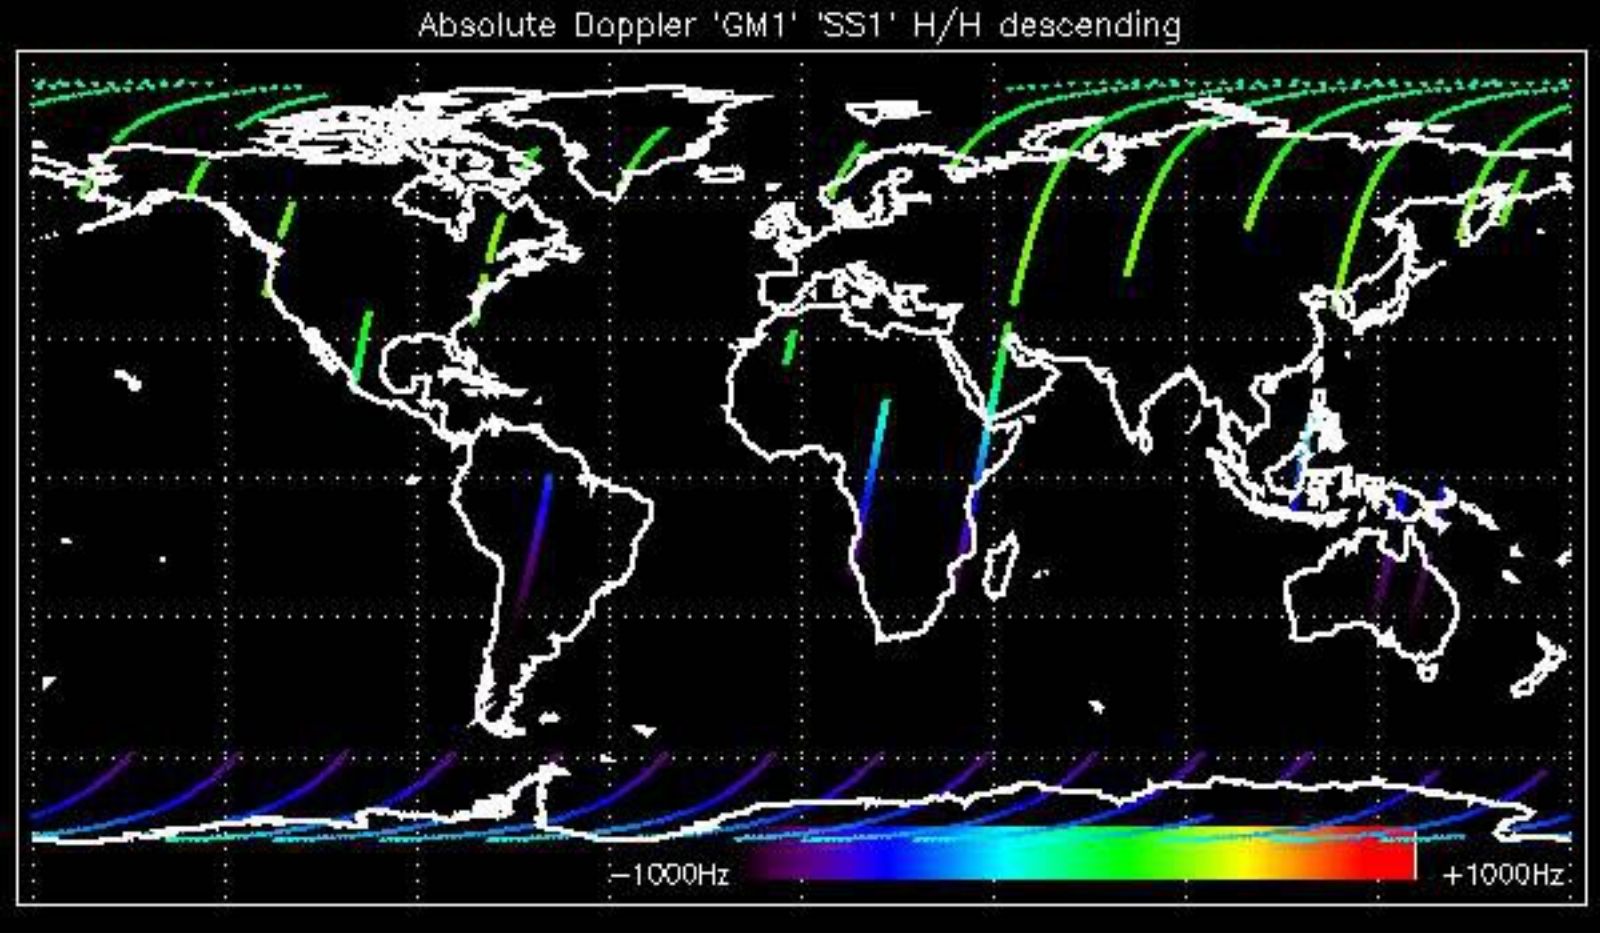 Absolute Doppler 'GM1' 'SS1' H/H descending
−1000Hz
+1000Hz